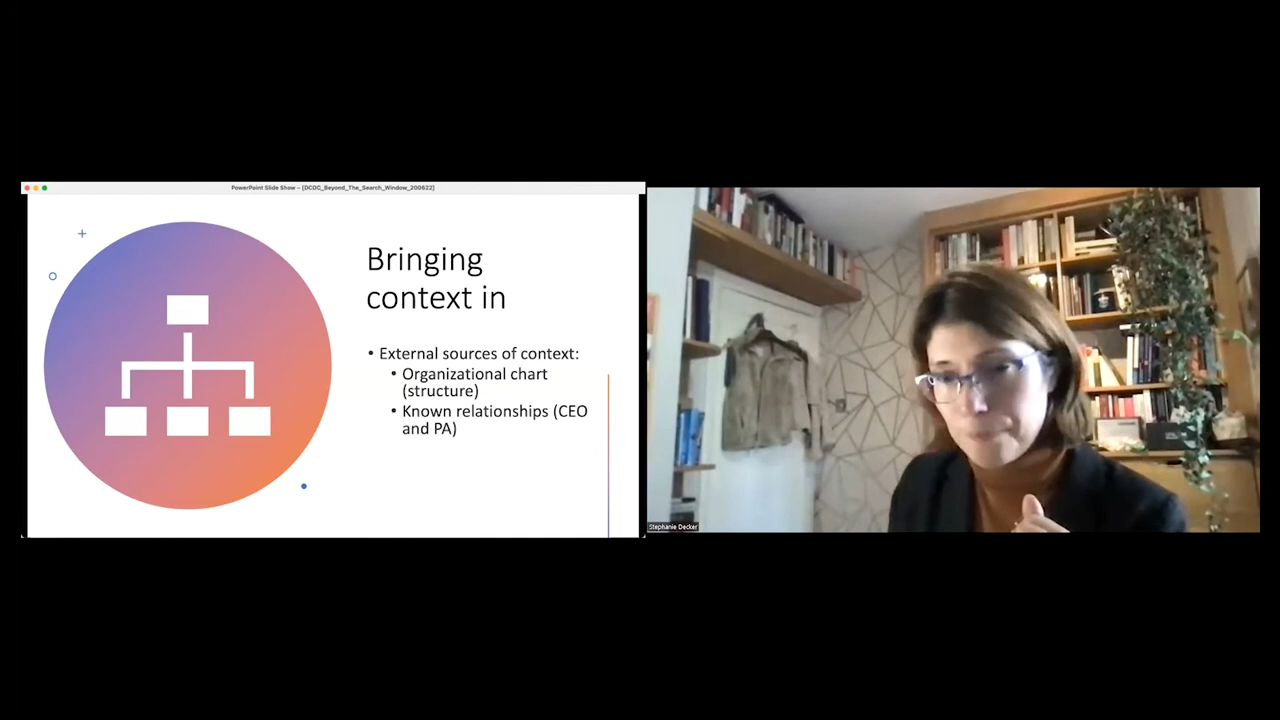 PowerPoint Slide Show – [DCDC_Beyond_The_Search_Window_200622]
Bringing
context in
• External sources of context:
• Organizational chart
(structure)
• Known relationships (CEO
and PA)
Stephanie Decker